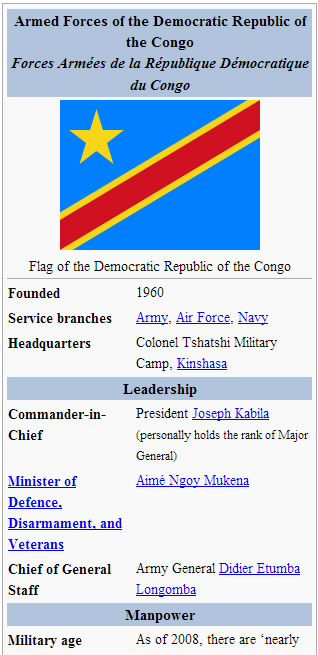 Armed Forces of the Democratic Republic of
the Congo
Forces Armées de la République Démocratique
du Congo
Flag of the Democratic Republic of the Congo
Founded 1960
Service branches Army, Air Force, Navy
Headquarters Colonel Tshatshi Military
Camp, Kinshasa
Leadership
Commander-in- President Joseph Kabila
Chief (personally holds the rank of Major
General)
Minister of Aimé Ngoy Mukena
Defence,
Disarmament, and
Veterans
Chief of General Army General Didier Etumba
Staff Longomba
Manpower
Military age As of 2008, there are ‘nearly